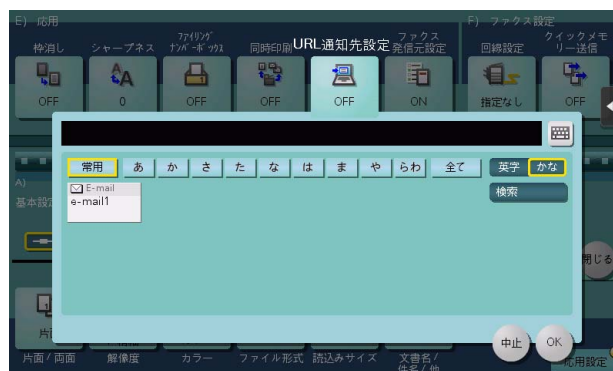 E) 応用
F) ファックス設定
枠消し
シャープネス
ﾌｧｲﾘﾝｸﾞ
ﾅﾝﾊﾞｰﾎﾞｯｸｽ
同時印刷
URL通知先設定
ファクス
発信元設定
回線設定
クイックメモ
リー送信
OFF
0
OFF
OFF
OFF
ON
指定なし
OFF
常用
あ
か
さ
た
な
は
ま
や
らわ
全て
英字
かな
E-mail
e-mail1
検索
A)
基本設
閉じる
中止
OK
片面/両面
解像度
カラー
ファイル形式
読込みサイズ
文書名/
件名/他
応用設定